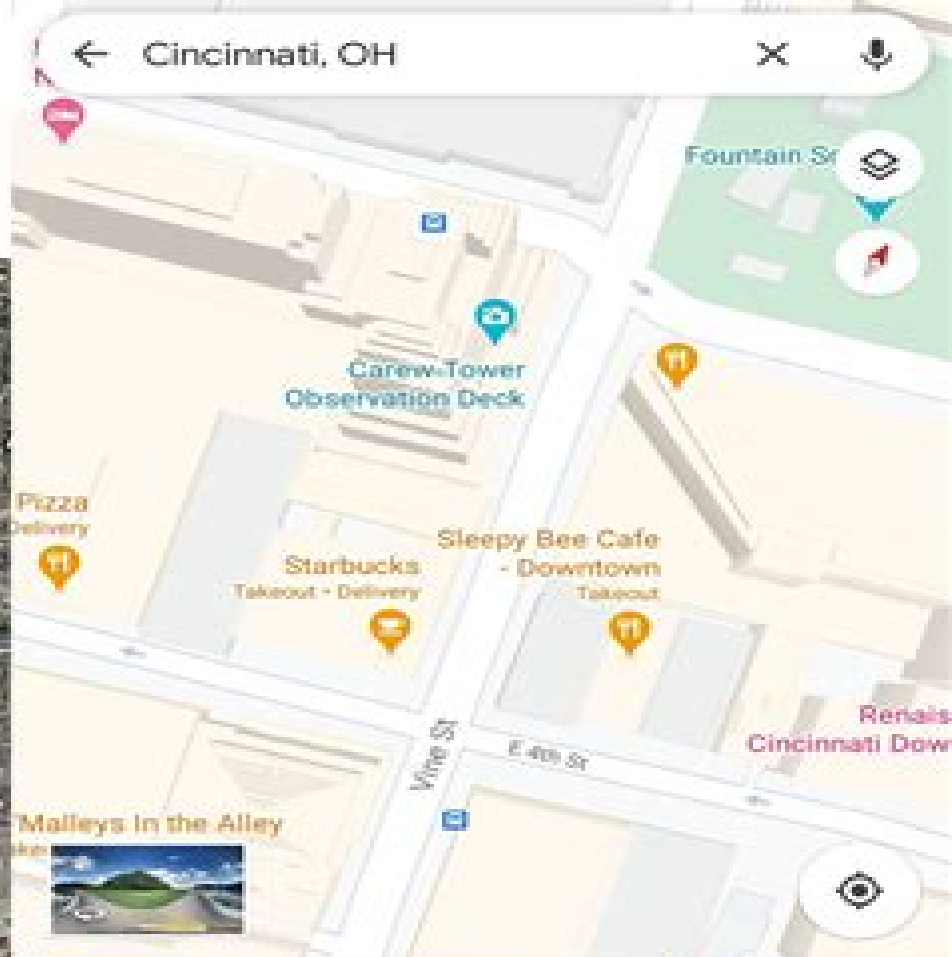 Cincinnati, OH
Fountain
Carew Tower
Observation Deck
Pizza
Delivery
Sleepy Bee Cafe
- Downtown
Takeout
Starbucks
Takeout • Delivery
Renais
Cincinnati Dow
Vine St
E 4th St
'Malleys In the Alley